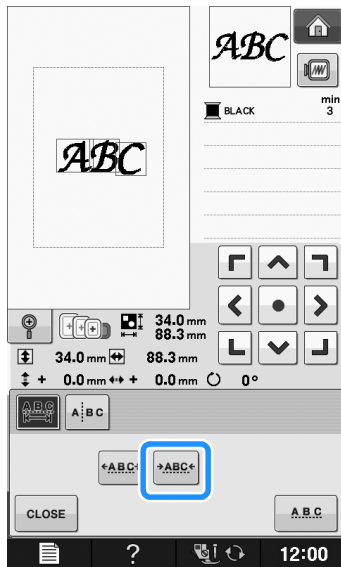 ABC
ABC
min
BLACK 3
34.0 mm
88.3 mm
34.0 mm 88.3 mm
+ 0.0 mm + 0.0 mm 0°
ABC
A B C
ABC
ABC
CLOSE
A B C
? 12:00